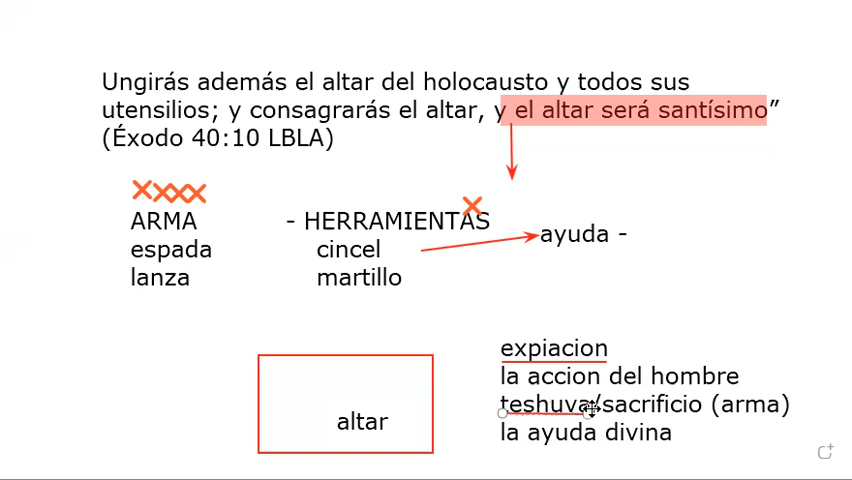 Ungirás además el altar del holocausto y todos sus
utensilios; y consagrarás el altar, y el altar será santísimo”
(Éxodo 40:10 LBLA)
ARMA - HERRAMIENTAS
espada cincel ayuda -
lanza martillo
expiacion
la accion del hombre
altar teshuva/sacrificio (arma)
la ayuda divina